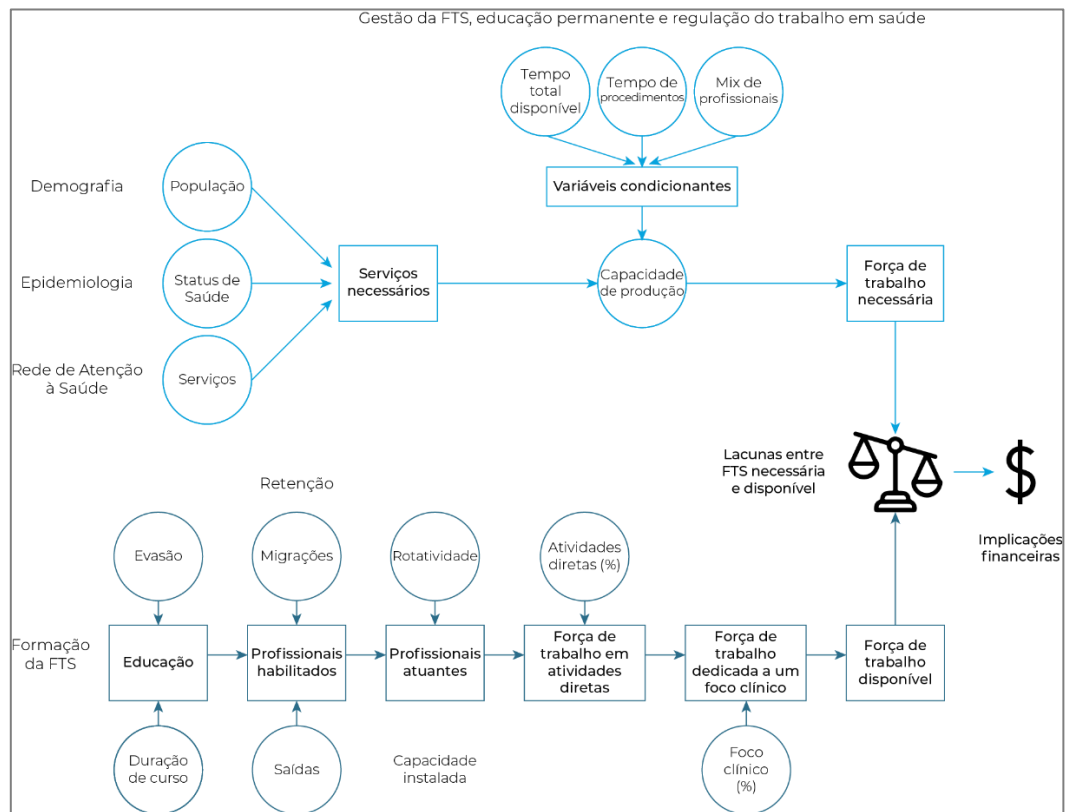 Gestão da FTS, educação permanente e regulação do trabalho em saúde
Tempo
total
disponível
Tempo de
procedimentos
Mix de
profissionais
Variáveis condicionantes
Demografia
População
Epidemiologia
Status de
Saúde
Rede de Atenção
à Saúde
Serviços
Serviços
necessários
Capacidade
de produção
Força de
trabalho
necessária
Lacunas entre
FTS necessária
e disponível
$
Implicações
financeiras
Retenção
Evasão
Migrações
Rotatividade
Atividades
diretas (%)
Formação
da FTS
Educação
Profissionais
habilitados
Profissionais
atuantes
Força de
trabalho em
atividades
diretas
Força de
trabalho
dedicada a um
foco clínico
Força de
trabalho
disponível
Duração
de curso
Saídas
Capacidade
instalada
Foco
clínico
(%)